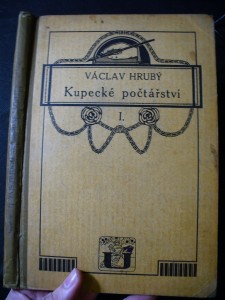 VÁCLAV HRUBÝ
Kupecké počtářství
I.